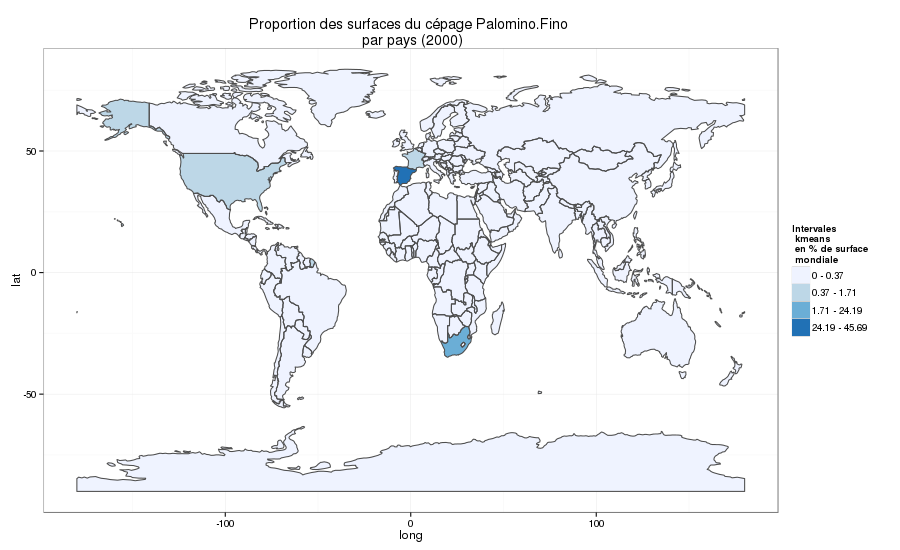 Proportion des surfaces du cépage Palomino.Fino
par pays (2000)
50
0
-50
lat
-100
0
100
long
Intervales
kmeans
en % de surface
mondiale
0 - 0.37
0.37 - 1.71
1.71 - 24.19
24.19 - 45.69